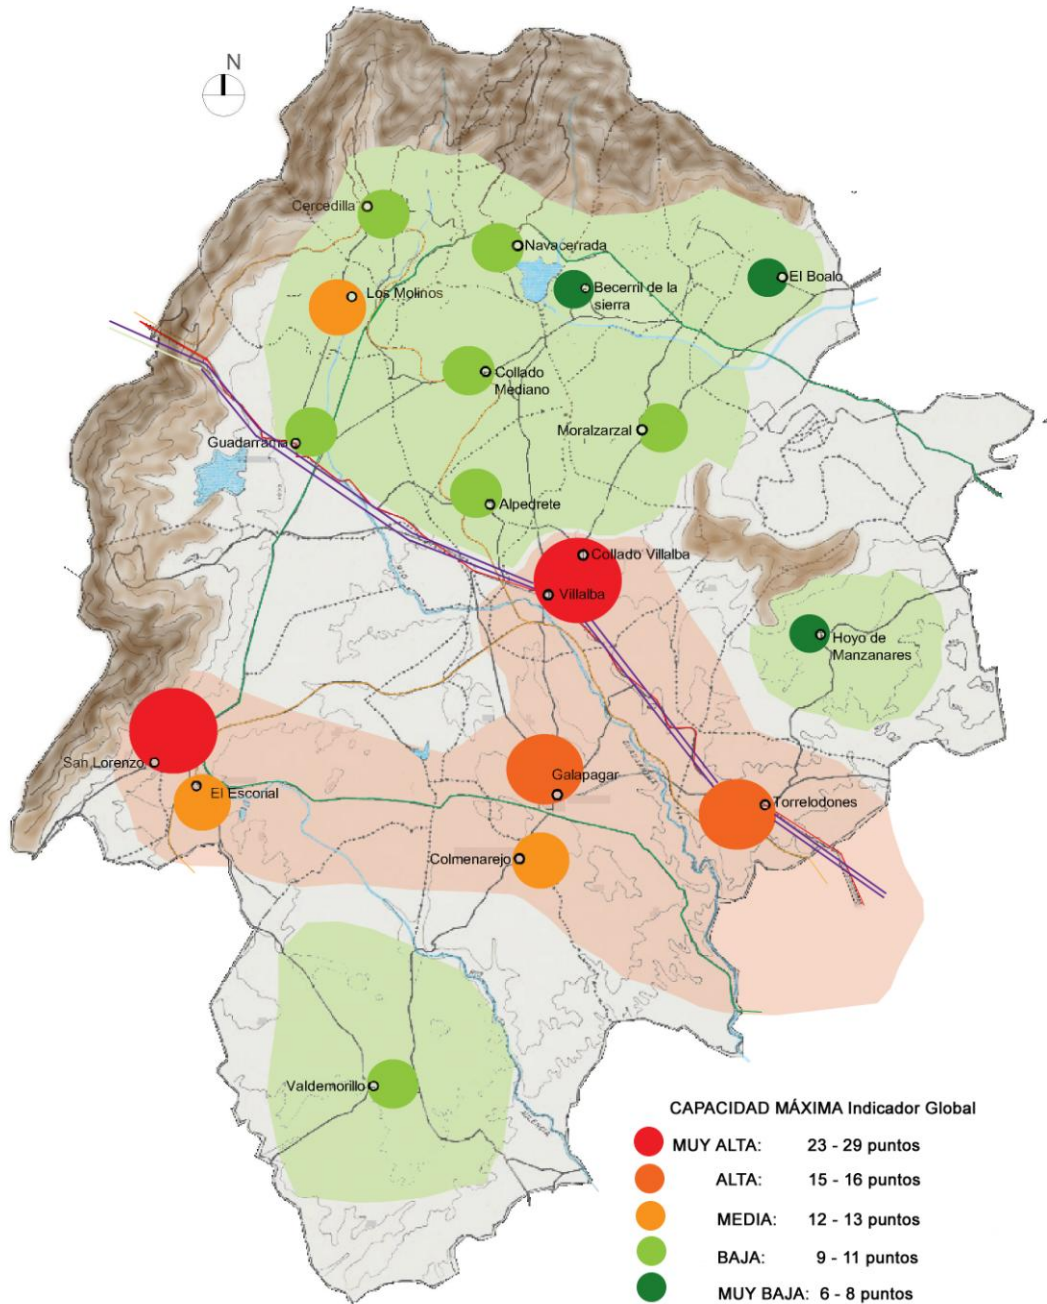 N
Cercedilla
Navacerrada
El Boalo
Los Molinos
Becerril de la
sierra
Collado
Mediano
Guadarrama
Moralzarzal
Alpedrete
Collado Villalba
Villalba
Hoyo de
Manzanares
San Lorenzo
El Escorial
Galapagar
Torrelodones
Colmenarejo
Valdemorillo
CAPACIDAD MÁXIMA Indicador Global
MUY ALTA: 23 - 29 puntos
ALTA: 15 - 16 puntos
MEDIA: 12 - 13 puntos
BAJA: 9 - 11 puntos
MUY BAJA: 6 - 8 puntos